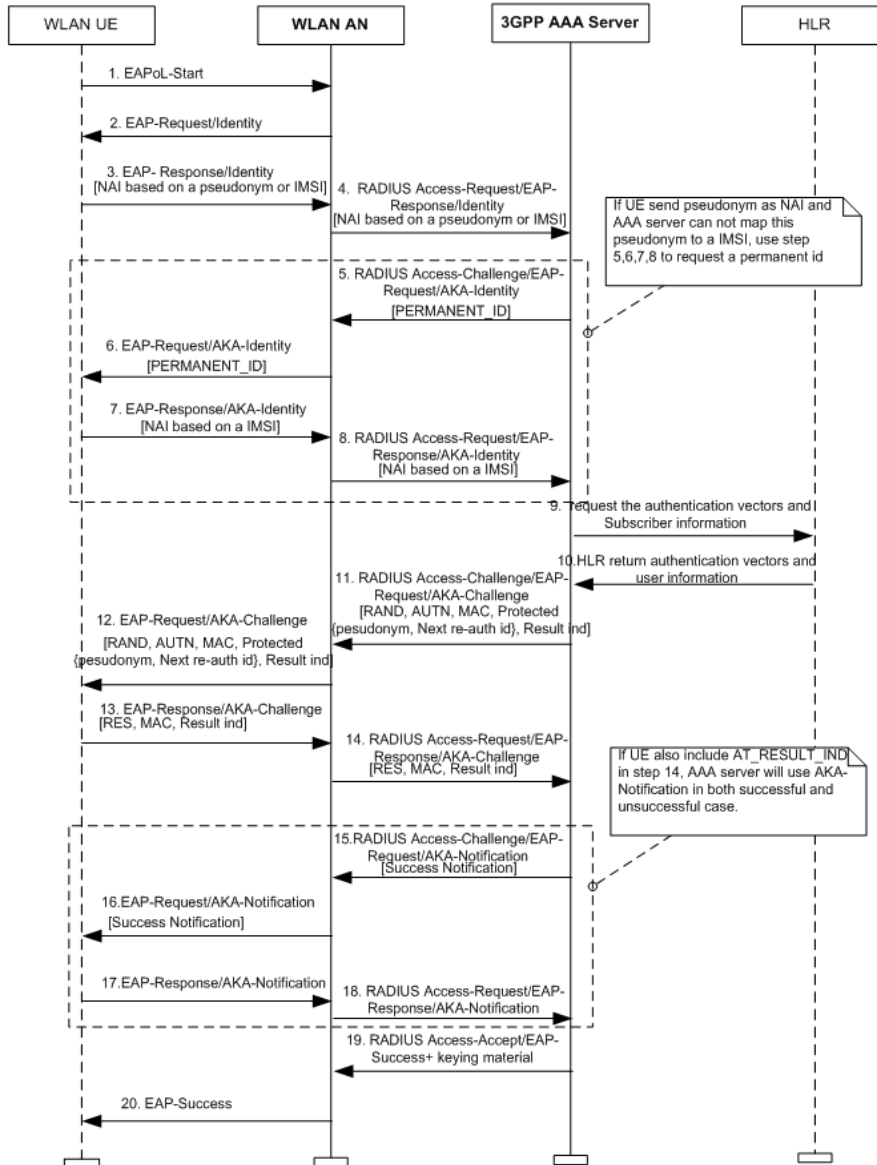 WLAN UE
WLAN AN
3GPP AAA Server
HLR
1. EAPoL-Start
2. EAP-Request/Identity
3. EAP- Response/Identity
[NAI based on a pseudonym or IMSI]
4. RADIUS Access-Request/EAP-
Response/Identity
[NAI based on a pseudonym or IMSI]
If UE send pseudonym as NAI and
AAA server can not map this
pseudonym to a IMSI, use step
5,6,7,8 to request a permanent id
5. RADIUS Access-Challenge/EAP-
Request/AKA-Identity
[PERMANENT_ID]
6. EAP-Request/AKA-Identity
[PERMANENT_ID]
7. EAP-Response/AKA-Identity
[NAI based on a IMSI]
8. RADIUS Access-Request/EAP-
Response/AKA-Identity
[NAI based on a IMSI]
9. request the authentication vectors and
Subscriber information
10.HLR return authentication vectors and
user information
11. RADIUS Access-Challenge/EAP-
Request/AKA-Challenge
[RAND, AUTN, MAC, Protected
{pesudonym, Next re-auth id}, Result ind]
12. EAP-Request/AKA-Challenge
[RAND, AUTN, MAC, Protected
{pesudonym, Next re-auth id}, Result ind]
13. EAP-Response/AKA-Challenge
[RES, MAC, Result ind]
14. RADIUS Access-Request/EAP-
Response/AKA-Challenge
[RES, MAC, Result ind]
If UE also include AT_RESULT_IND
in step 14, AAA server will use AKA-
Notification in both successful and
unsuccessful case.
15.RADIUS Access-Challenge/EAP-
Request/AKA-Notification
[Success Notification]
16.EAP-Request/AKA-Notification
[Success Notification]
17.EAP-Response/AKA-Notification
18. RADIUS Access-Request/EAP-
Response/AKA-Notification
19. RADIUS Access-Accept/EAP-
Success+ keying material
20. EAP-Success